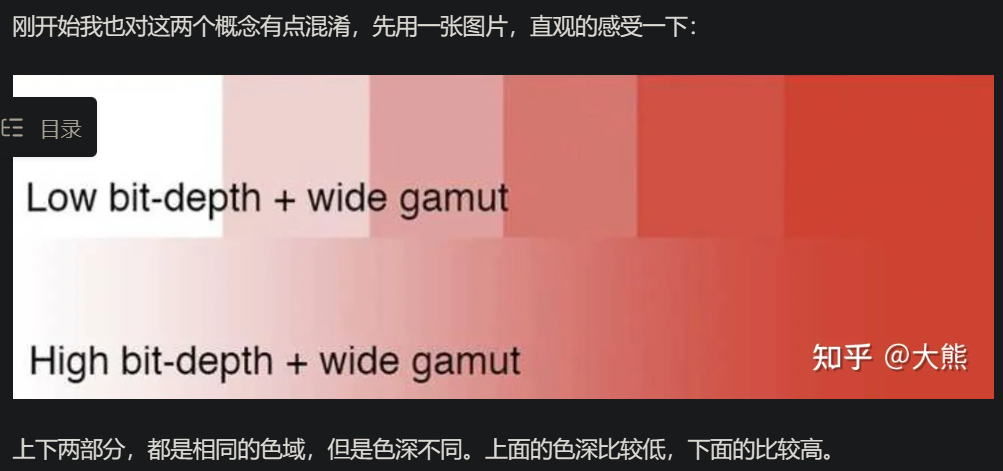 刚开始我也对这两个概念有点混淆，先用一张图片，直观的感受一下：
目录
Low bit-depth + wide gamut
High bit-depth + wide gamut
知乎 @大熊
上下两部分，都是相同的色域，但是色深不同。上面的色深比较低，下面的比较高。